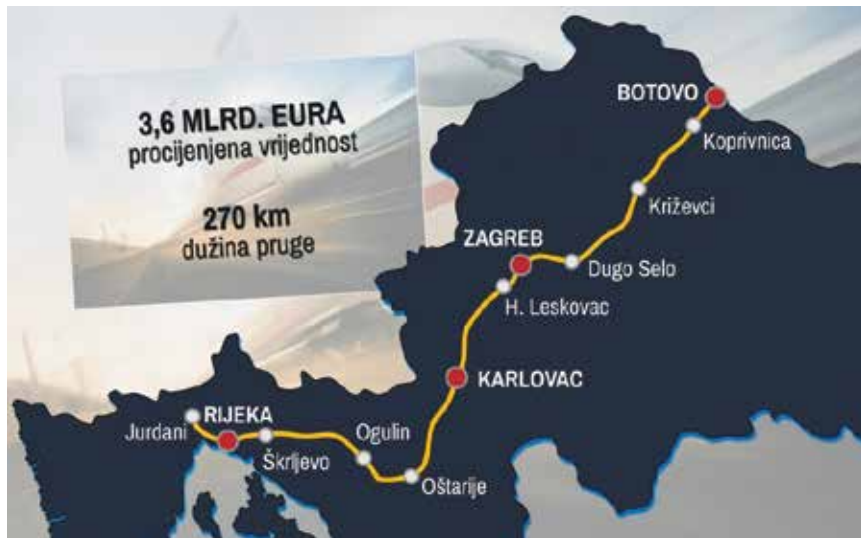 3,6 MLRD. EURA
procijenjena vrijednost
270 km
dužina pruge
BOTOVO
Koprivnica
Križevci
ZAGREB
Dugo Selo
H. Leskovac
KARLOVAC
RIJEKA
Jurdani
Škrljevo
Ogulin
Oštarije